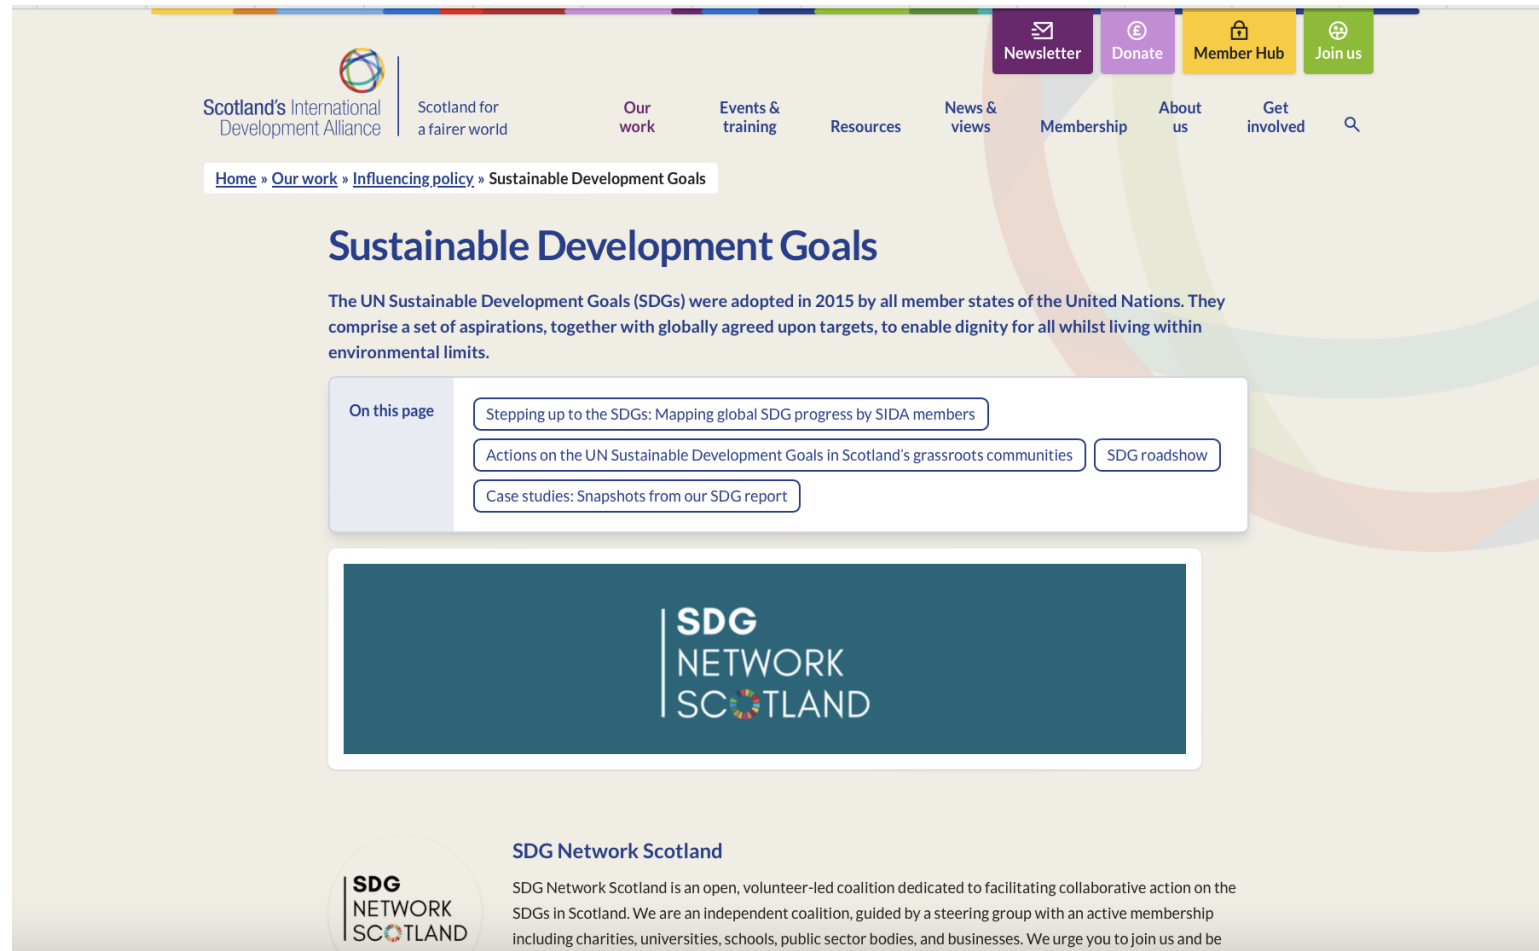 Newsletter
Donate
Member Hub
Join us
Scotland's International
Development Alliance
Scotland for
a fairer world
Our
work
Events &
training
Resources
News &
views
Membership
About
us
Get
involved
Home » Our work » Influencing policy » Sustainable Development Goals
Sustainable Development Goals
The UN Sustainable Development Goals (SDGs) were adopted in 2015 by all member states of the United Nations. They
comprise a set of aspirations, together with globally agreed upon targets, to enable dignity for all whilst living within
environmental limits.
On this page
Stepping up to the SDGs: Mapping global SDG progress by SIDA members
Actions on the UN Sustainable Development Goals in Scotland's grassroots communities
SDG roadshow
Case studies: Snapshots from our SDG report
SDG
NETWORK
SCOTLAND
SDG
NETWORK
SCOTLAND
SDG Network Scotland
SDG Network Scotland is an open, volunteer-led coalition dedicated to facilitating collaborative action on the
SDGs in Scotland. We are an independent coalition, guided by a steering group with an active membership
including charities, universities, schools, public sector bodies, and businesses. We urge you to join us and be